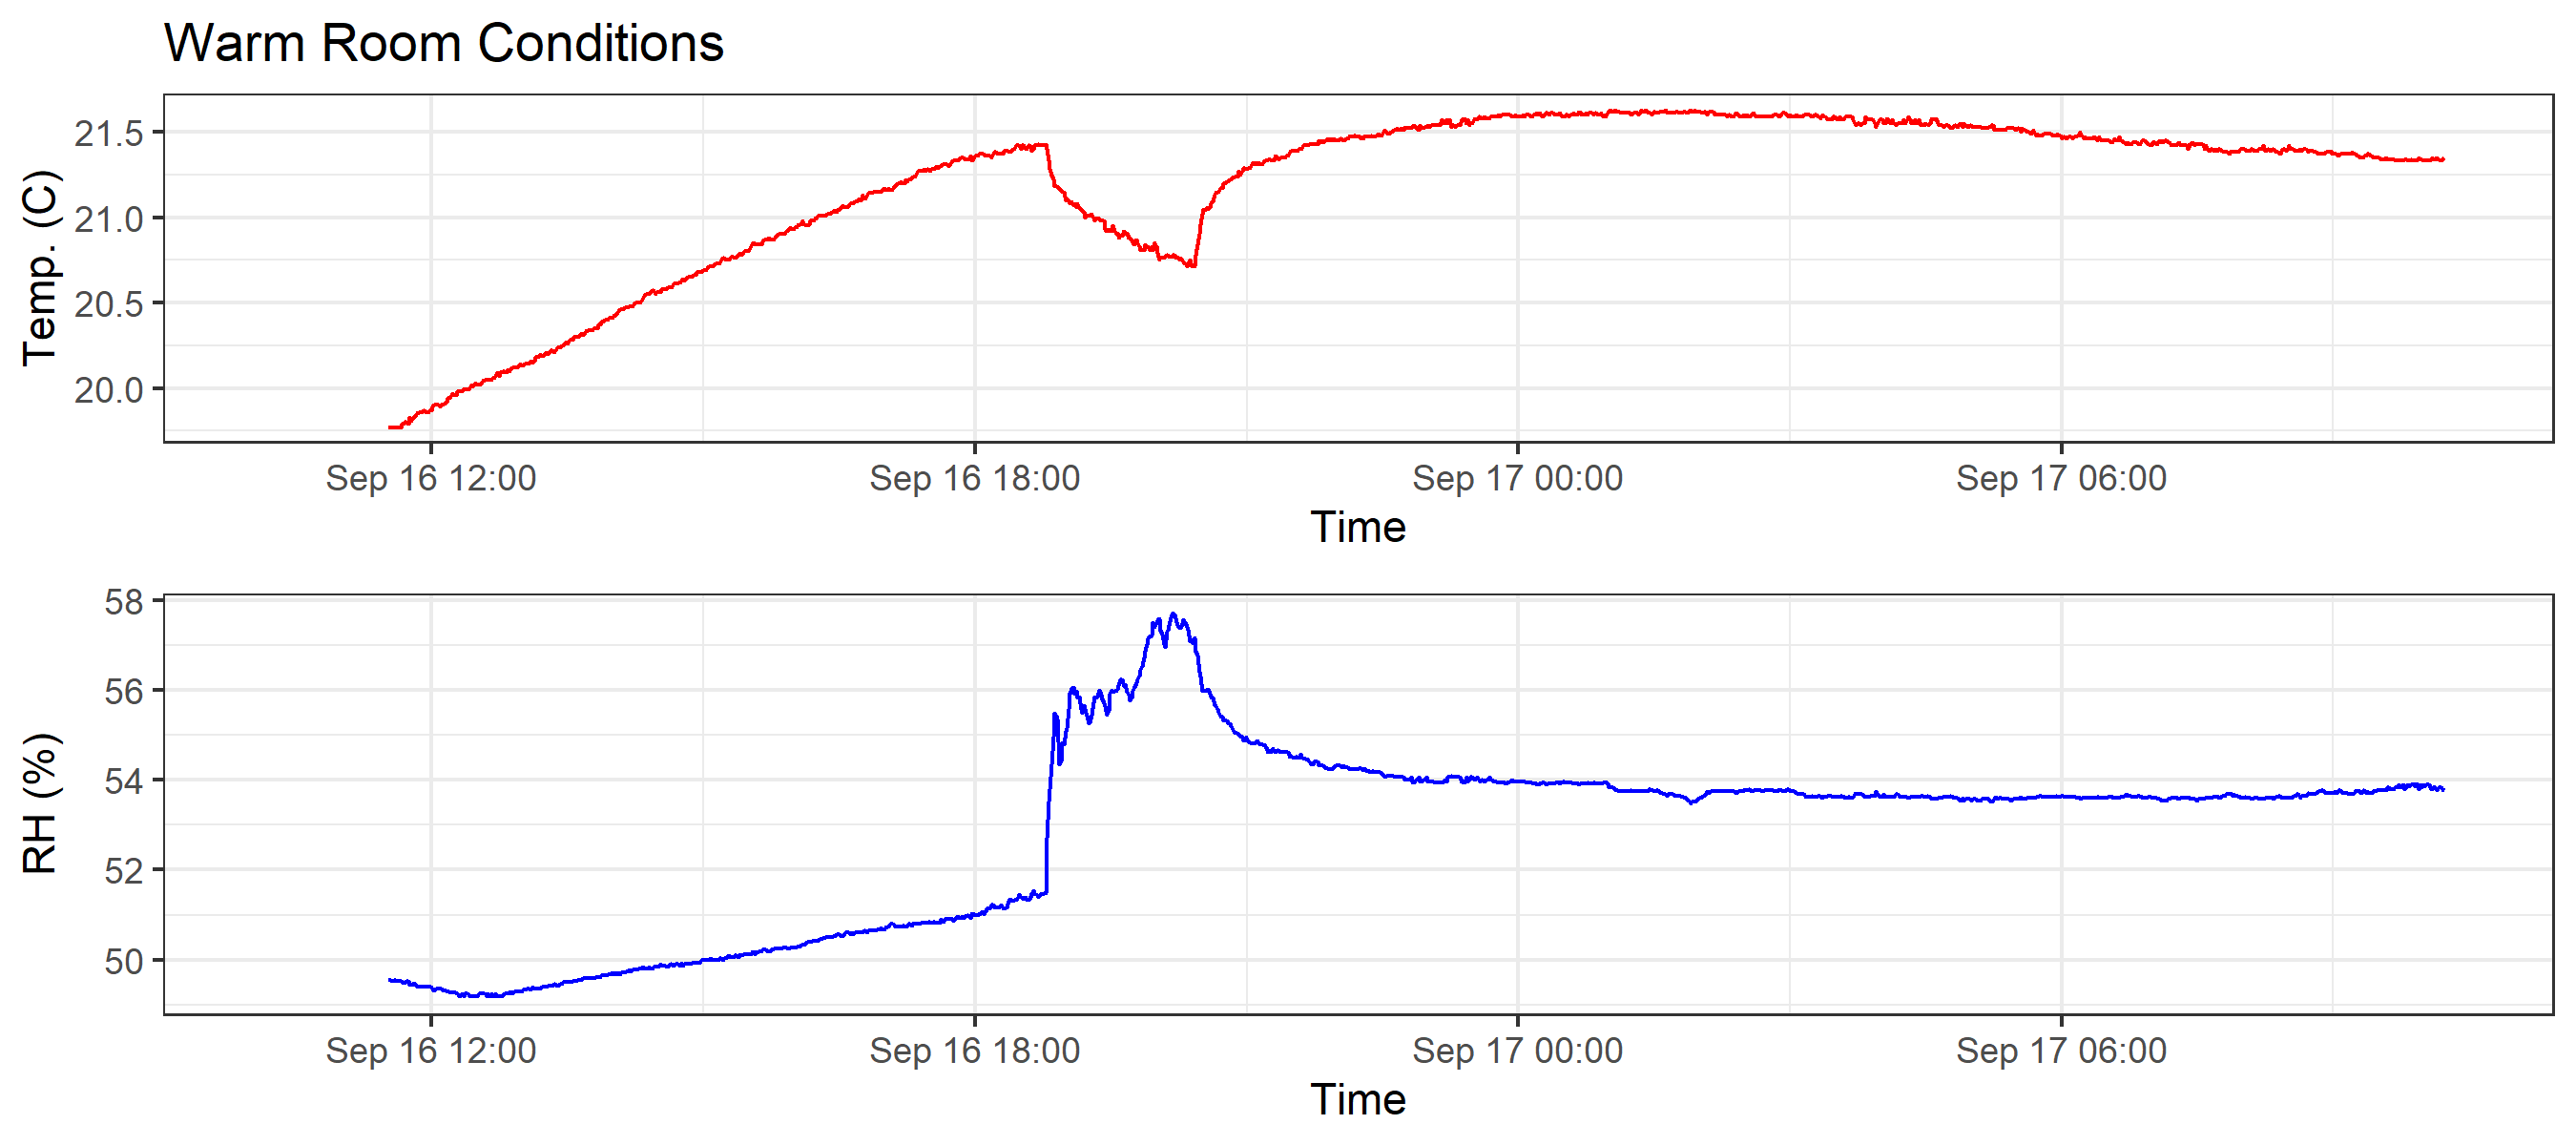 Warm Room Conditions
Temp. (C)
21.5
21.0
20.5
20.0
Sep 16 12:00 Sep 16 18:00 Sep 17 00:00 Sep 17 06:00
Time
RH (%)
58
56
54
52
50
Sep 16 12:00 Sep 16 18:00 Sep 17 00:00 Sep 17 06:00
Time